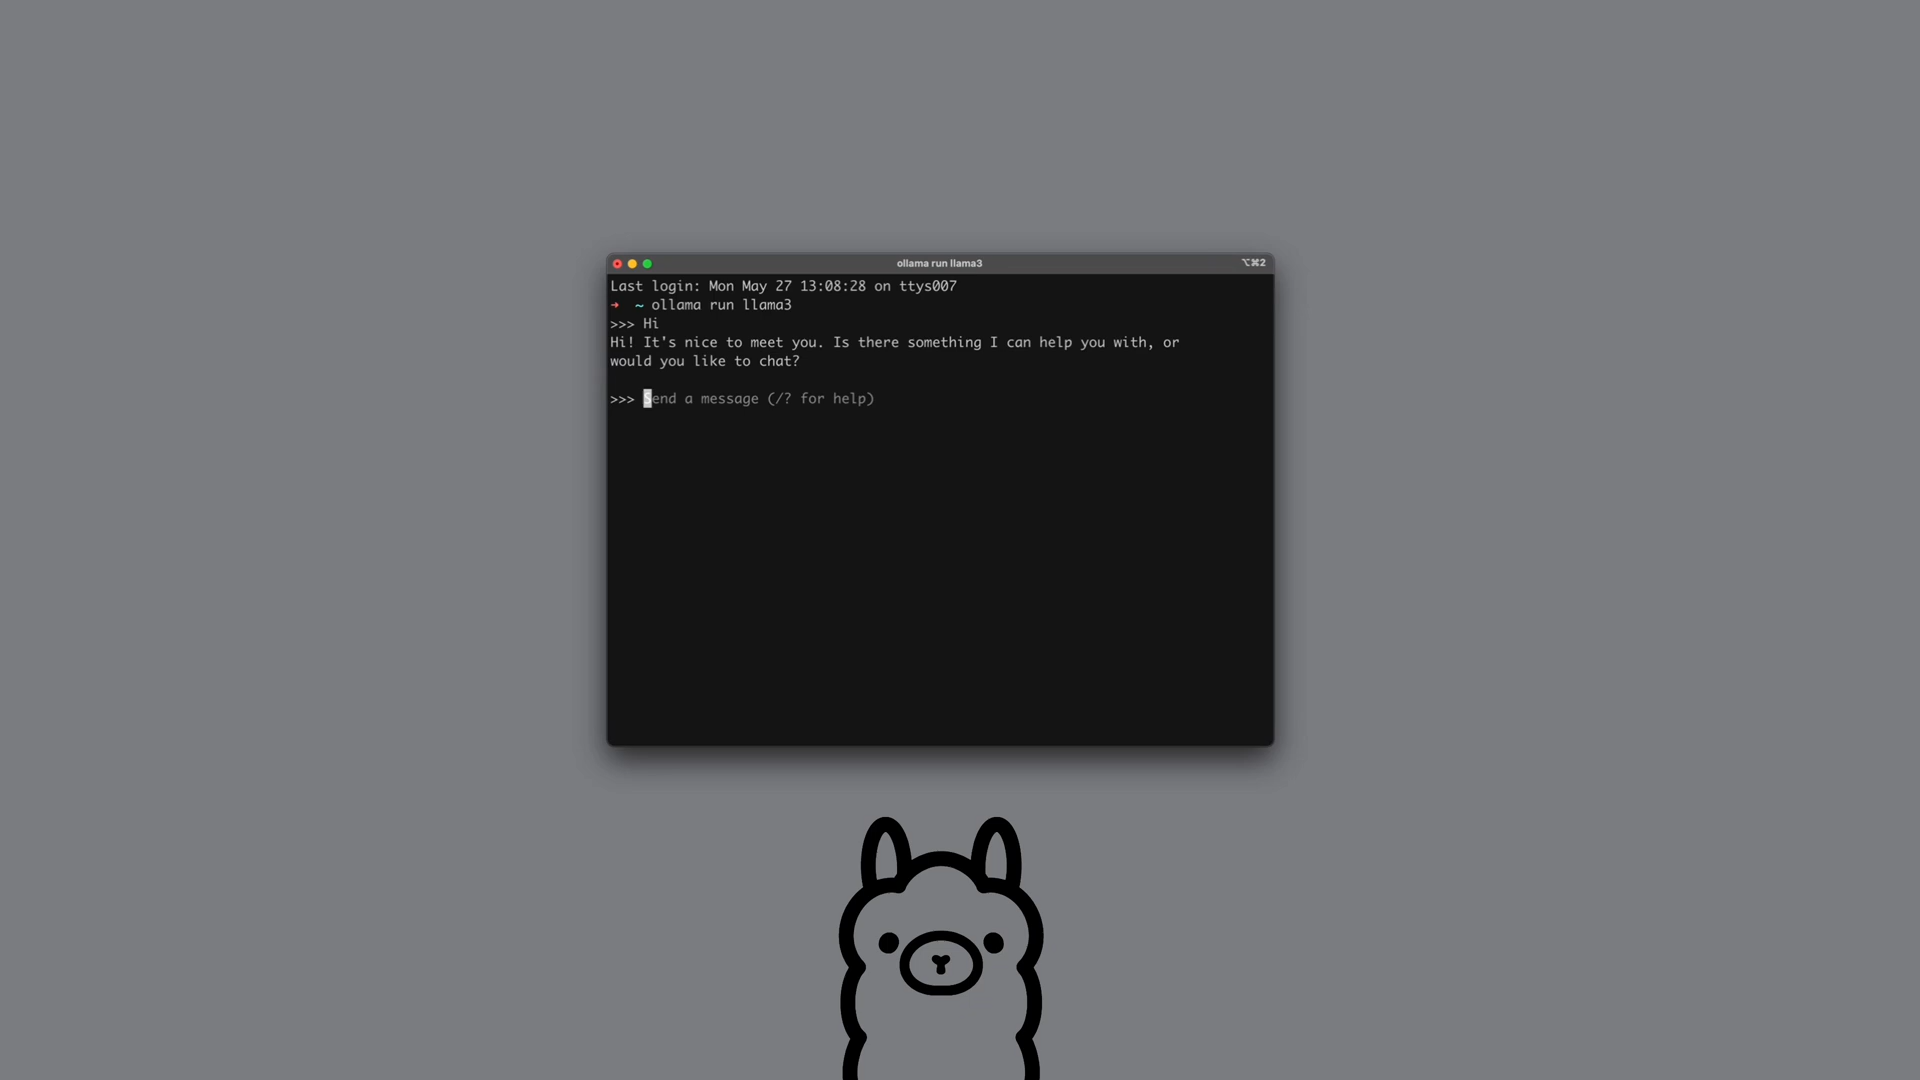 ollama run llama3
⌥⌘2
Last login: Mon May 27 13:08:28 on ttys007
➜ ~ ollama run llama3
>>> Hi
Hi! It's nice to meet you. Is there something I can help you with, or
would you like to chat?
>>> Send a message (/? for help)